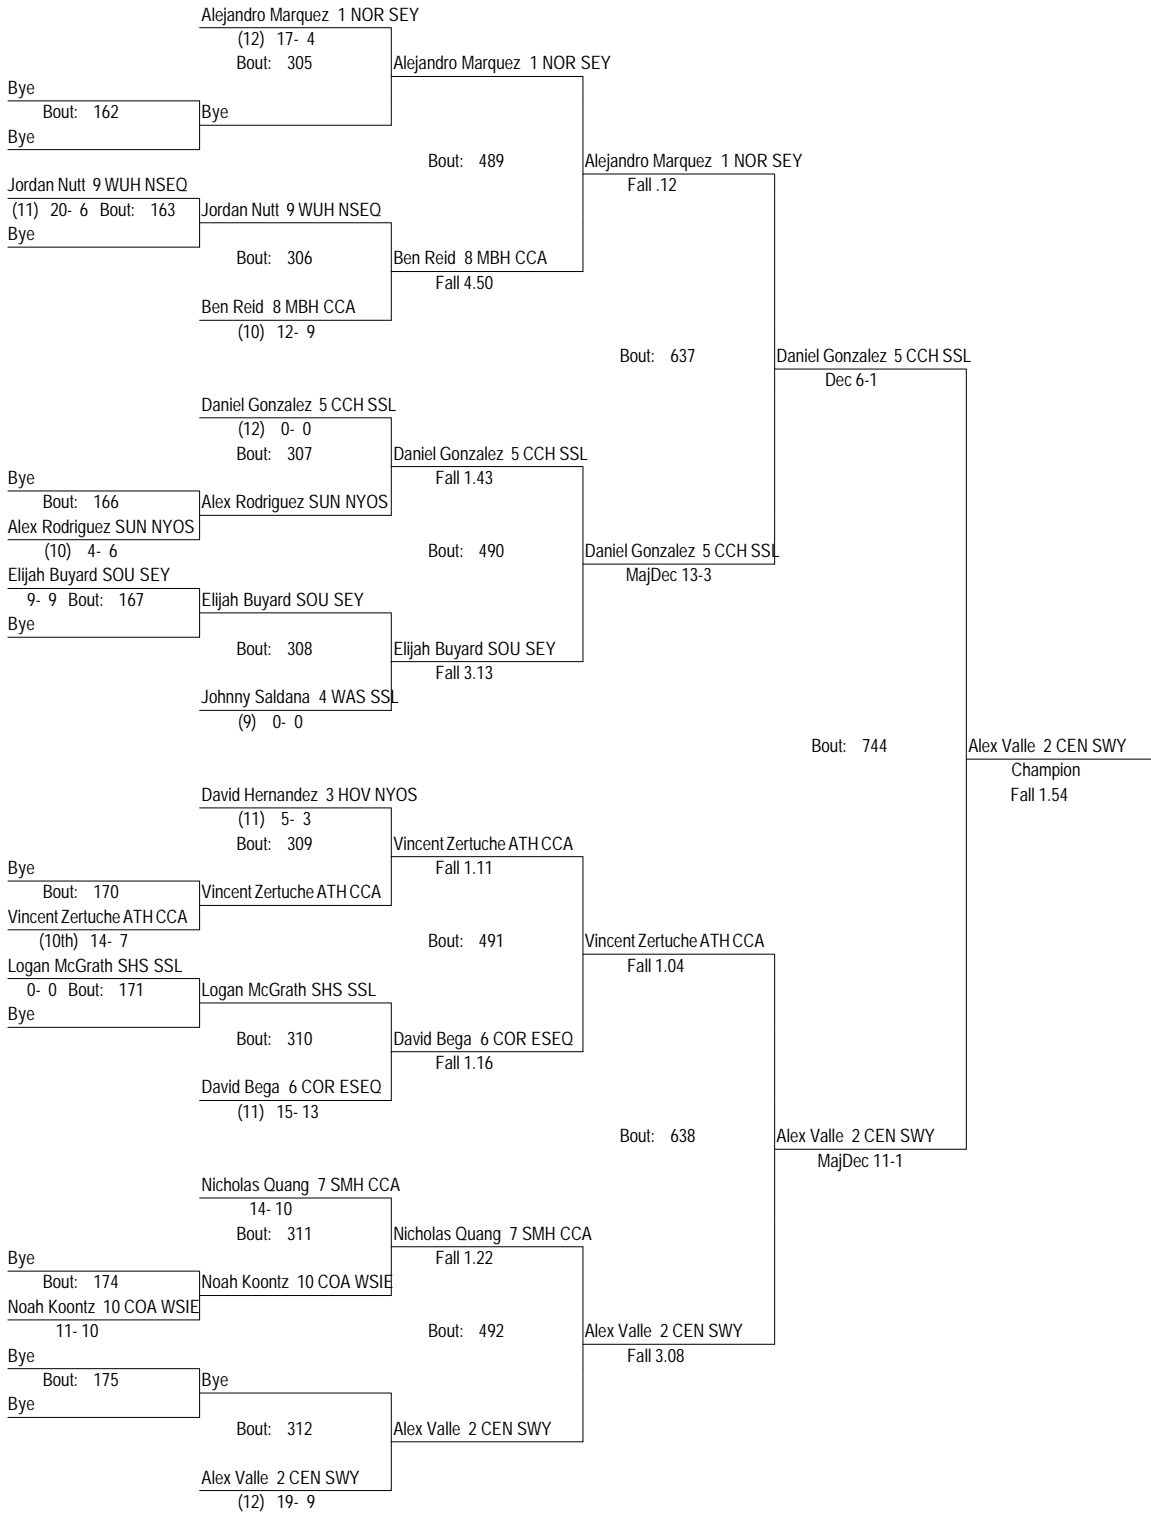 Alejandro Marquez 1 NOR SEY
(12) 17- 4
Bout: 305
Alejandro Marquez 1 NOR SEY
Bye
Bout: 162
Bye
Bye
Bout: 489
Alejandro Marquez 1 NOR SEY
Fall .12
Jordan Nutt 9 WUH NSEQ
(11) 20- 6 Bout: 163
Jordan Nutt 9 WUH NSEQ
Bye
Bout: 306
Ben Reid 8 MBH CCA
Fall 4.50
Ben Reid 8 MBH CCA
(10) 12- 9
Bout: 637
Daniel Gonzalez 5 CCH SSL
Dec 6-1
Daniel Gonzalez 5 CCH SSL
(12) 0- 0
Bout: 307
Daniel Gonzalez 5 CCH SSL
Fall 1.43
Bye
Bout: 166
Alex Rodriguez SUN NYOS
Alex Rodriguez SUN NYOS
(10) 4- 6
Bout: 490
Daniel Gonzalez 5 CCH SSL
MajDec 13-3
Elijah Buyard SOU SEY
9- 9 Bout: 167
Elijah Buyard SOU SEY
Bye
Bout: 308
Elijah Buyard SOU SEY
Fall 3.13
Johnny Saldana 4 WAS SSL
(9) 0- 0
Bout: 744
Alex Valle 2 CEN SWY
Champion
Fall 1.54
David Hernandez 3 HOV NYOS
(11) 5- 3
Bout: 309
Vincent Zertuche ATH CCA
Fall 1.11
Bye
Bout: 170
Vincent Zertuche ATH CCA
Vincent Zertuche ATH CCA
(10th) 14- 7
Bout: 491
Vincent Zertuche ATH CCA
Fall 1.04
Logan McGrath SHS SSL
0- 0 Bout: 171
Logan McGrath SHS SSL
Bye
Bout: 310
David Bega 6 COR ESEQ
Fall 1.16
David Bega 6 COR ESEQ
(11) 15- 13
Bout: 638
Alex Valle 2 CEN SWY
MajDec 11-1
Nicholas Quang 7 SMH CCA
14- 10
Bout: 311
Nicholas Quang 7 SMH CCA
Fall 1.22
Bye
Bout: 174
Noah Koontz 10 COA WSIE
Noah Koontz 10 COA WSIE
11- 10
Bout: 492
Alex Valle 2 CEN SWY
Fall 3.08
Bye
Bout: 175
Bye
Bye
Bout: 312
Alex Valle 2 CEN SWY
Alex Valle 2 CEN SWY
(12) 19- 9